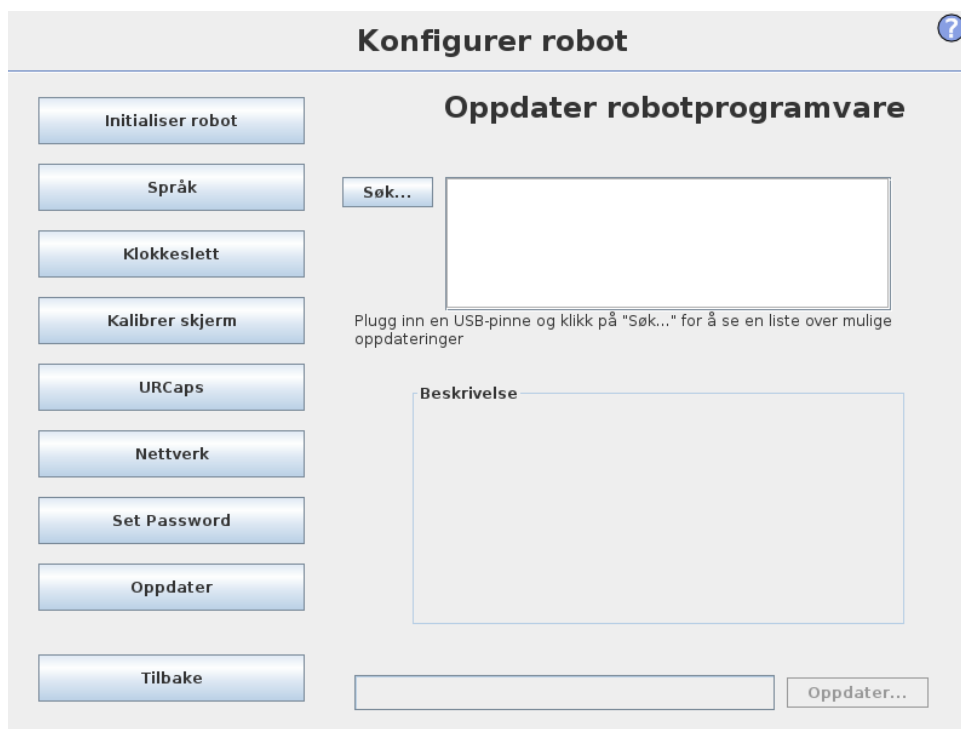 Konfigurer robot
?
Initialiser robot
Språk
Klokkeslett
Kalibrer skjerm
URCaps
Nettverk
Set Password
Oppdater
Tilbake
Oppdater robotprogramvare
Søk...
Plugg inn en USB-pinne og klikk på "Søk..." for å se en liste over mulige
oppdateringer
Beskrivelse
Oppdater...